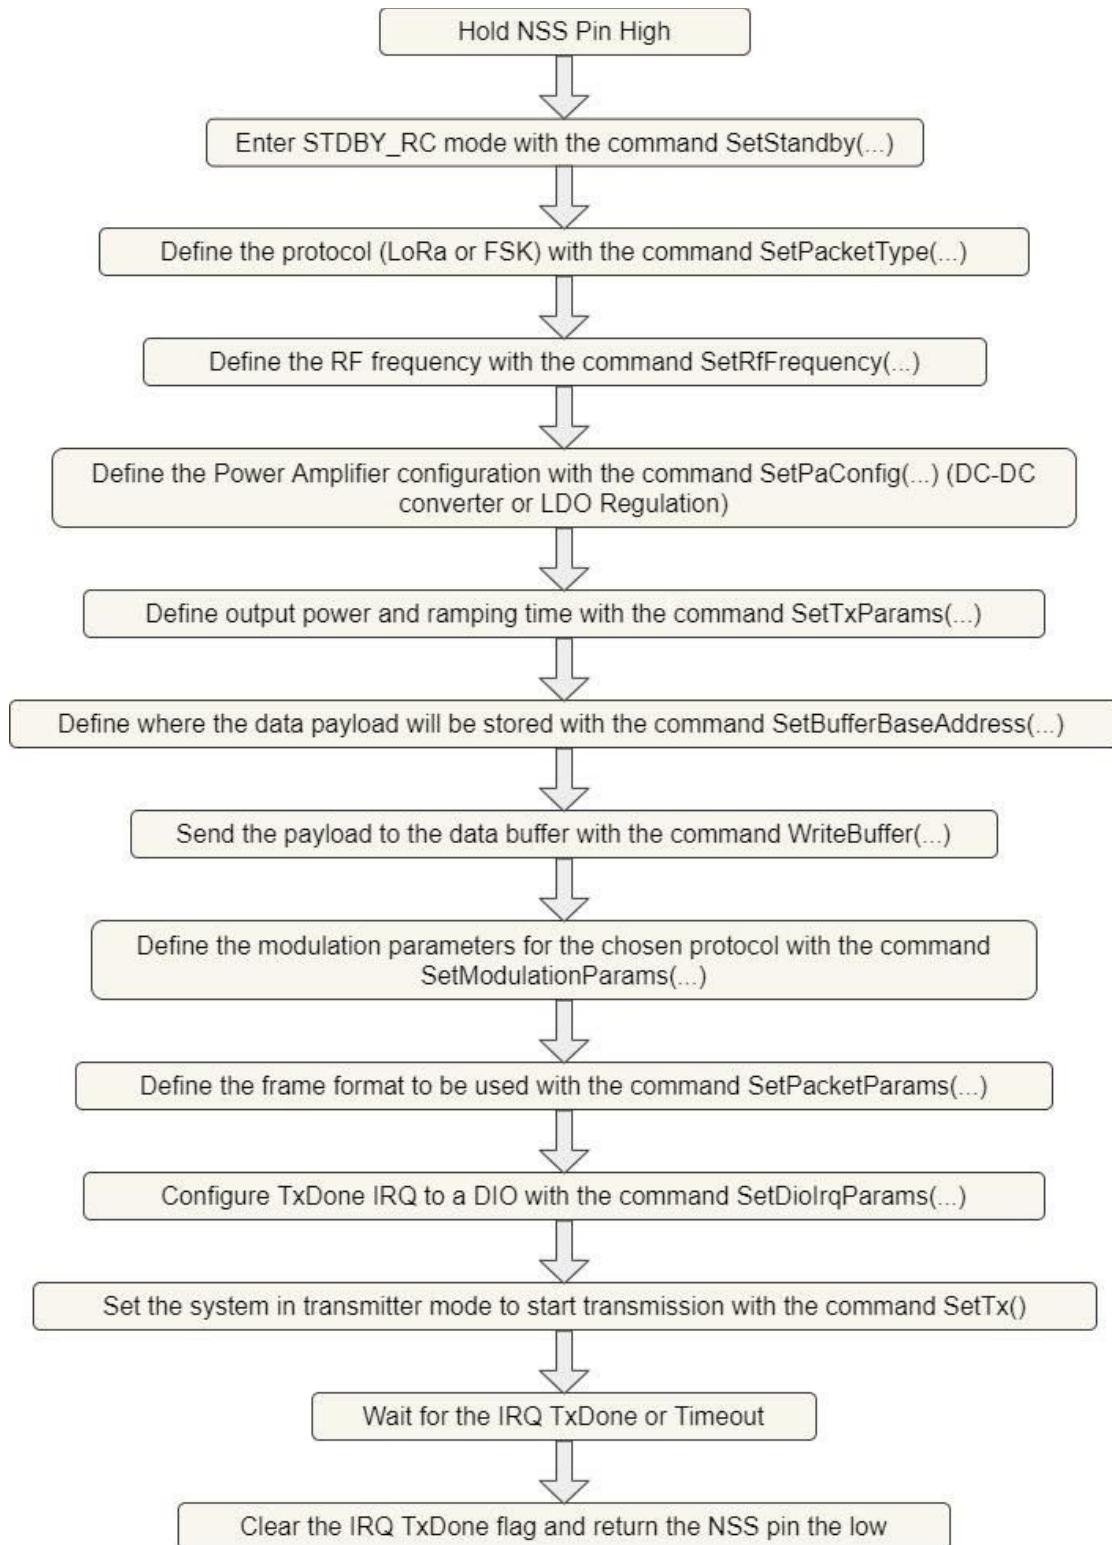 Hold NSS Pin High
Enter STDBY_RC mode with the command SetStandby(...)
Define the protocol (LoRa or FSK) with the command SetPacketType(...)
Define the RF frequency with the command SetRfFrequency(...)
Define the Power Amplifier configuration with the command SetPaConfig(...) (DC-DC
converter or LDO Regulation)
Define output power and ramping time with the command SetTxParams(...)
Define where the data payload will be stored with the command SetBufferBaseAddress(...)
Send the payload to the data buffer with the command WriteBuffer(...)
Define the modulation parameters for the chosen protocol with the command
SetModulationParams(...)
Define the frame format to be used with the command SetPacketParams(...)
Configure TxDone IRQ to a DIO with the command SetDioIrqParams(...)
Set the system in transmitter mode to start transmission with the command SetTx()
Wait for the IRQ TxDone or Timeout
Clear the IRQ TxDone flag and return the NSS pin the low